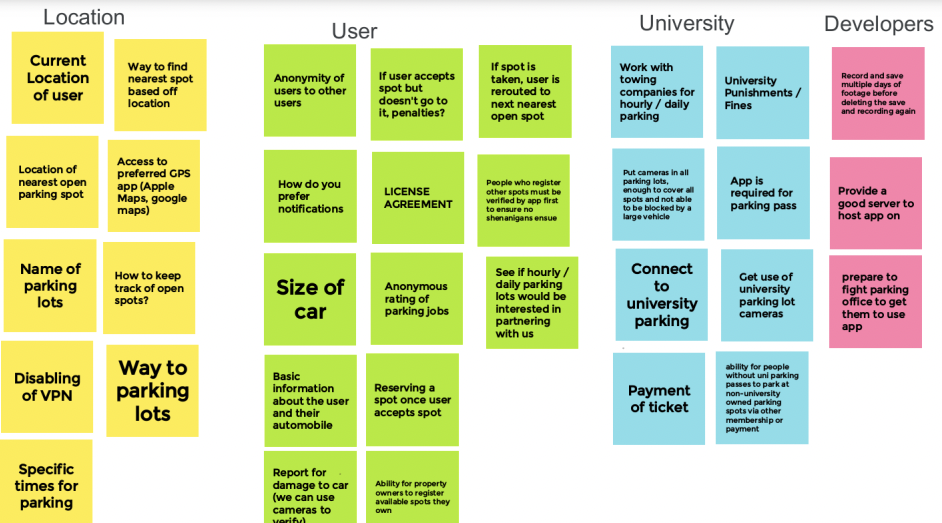 Location
Current
Location
of user
Way to find
nearest spot
based off
location
Location of
nearest open
parking spot
Access to
preferred GPS
app (Apple
Maps, google
maps)
Name of
parking
lots
How to keep
track of open
spots?
Disabling
of VPN
Way to
parking
lots
Specific
times for
parking
User
Anonymity of
users to other
users
If user accepts
spot but
doesn't go to
it, penalties?
If spot is
taken, user is
rerouted to
next nearest
open spot
How do you
prefer
notifications
LICENSE
AGREEMENT
People who register
other spots must be
verified by app first
to ensure no
shenanigans ensue
Size of
car
Anonymous
rating of
parking jobs
See if hourly /
daily parking
lots would be
interested in
partnering
with us
Basic
information
about the user
and their
automobile
Reserving a
spot once user
accepts spot
Report for
damage to car
(we can use
cameras to
verify)
Ability for property
owners to register
available spots they
own
University
Work with
towing
companies for
hourly / daily
parking
University
Punishments /
Fines
Put cameras in all
parking lots,
enough to cover all
spots and not able
to be blocked by a
large vehicle
App is
required for
parking pass
Connect
to
university
parking
Get use of
university
parking lot
cameras
Payment
of ticket
ability for people
without uni parking
passes to park at
non-university
owned parking
spots via other
membership or
payment
Developers
Record and save
multiple days of
footage before
deleting the save
and recording again
Provide a
good server to
host app on
prepare to
fight parking
office to get
them to use
app